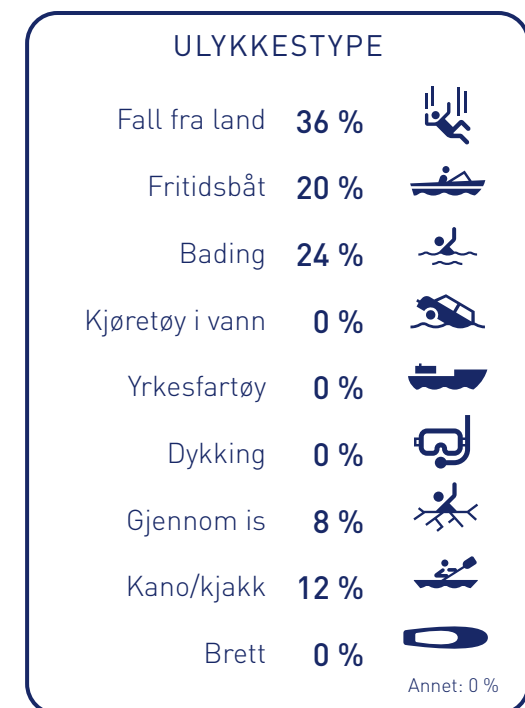 ULYKKESTYPE
Fall fra land 36 %
Fritidsbåt 20 %
Bading 24 %
Kjøretøy i vann 0 %
Yrkesfartøy 0 %
Dykking 0 %
Gjennom is 8 %
Kano/kjakk 12 %
Brett 0 %
Annet: 0 %